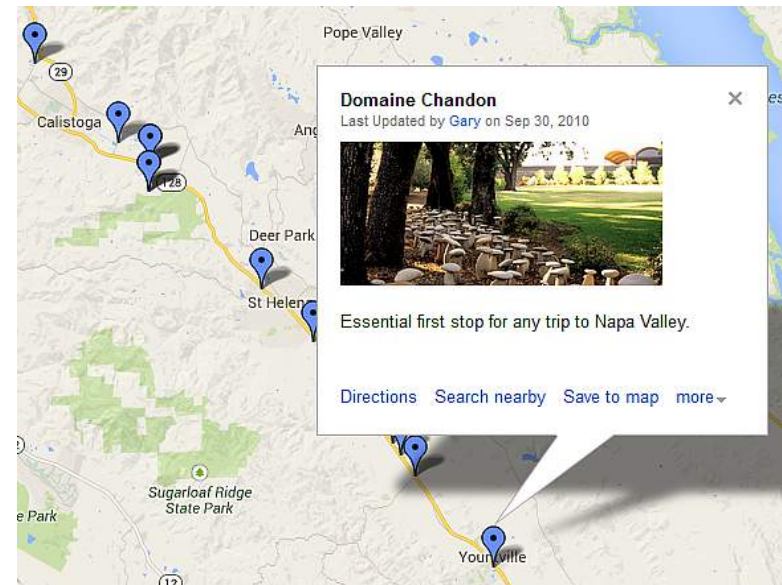 Pope Valley
29
Calistoga
Domaine Chandon
Last Updated by Gary on Sep 30, 2010
128
Deer Park
St Helen
Essential first stop for any trip to Napa Valley.
Directions Search nearby Save to map more
Sugarloaf Ridge
State Park
e Park
Yountville
12